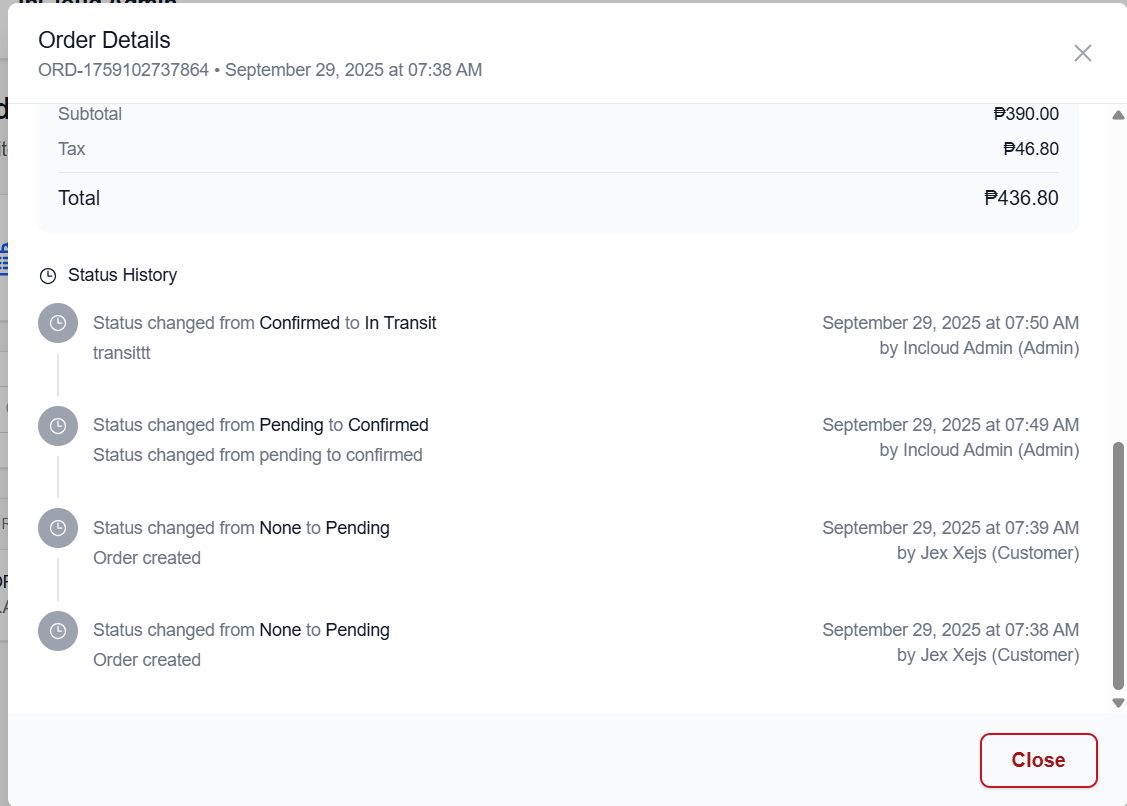 InCloud Admin
Order Details
ORD-1759102737864 • September 29, 2025 at 07:38 AM
Subtotal ₱390.00
Tax ₱46.80
Total ₱436.80
Status History
Status changed from Confirmed to In Transit September 29, 2025 at 07:50 AM
transittt by Incloud Admin (Admin)
Status changed from Pending to Confirmed September 29, 2025 at 07:49 AM
Status changed from pending to confirmed by Incloud Admin (Admin)
Status changed from None to Pending September 29, 2025 at 07:39 AM
Order created by Jex Xejs (Customer)
Status changed from None to Pending September 29, 2025 at 07:38 AM
Order created by Jex Xejs (Customer)
Close